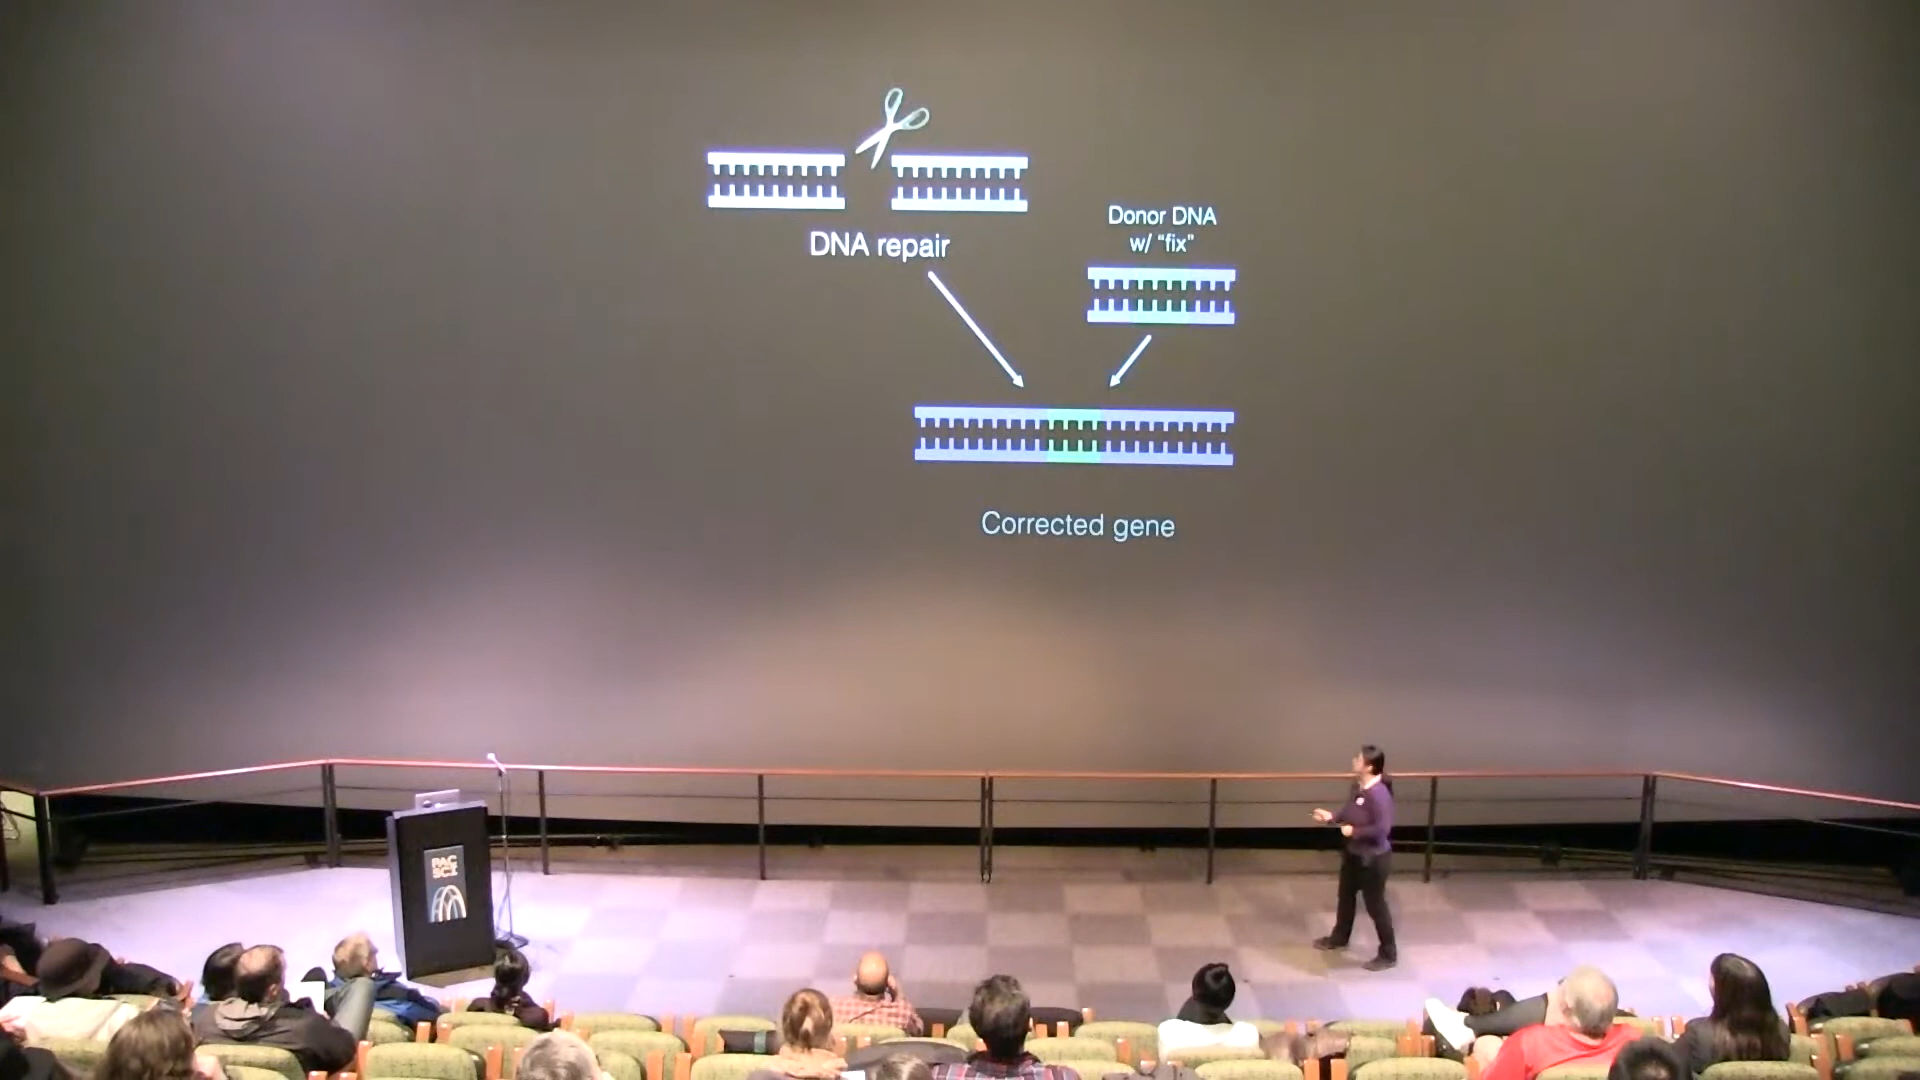 DNA repair
Donor DNA
w/ “fix”
Corrected gene
PAC
SCI